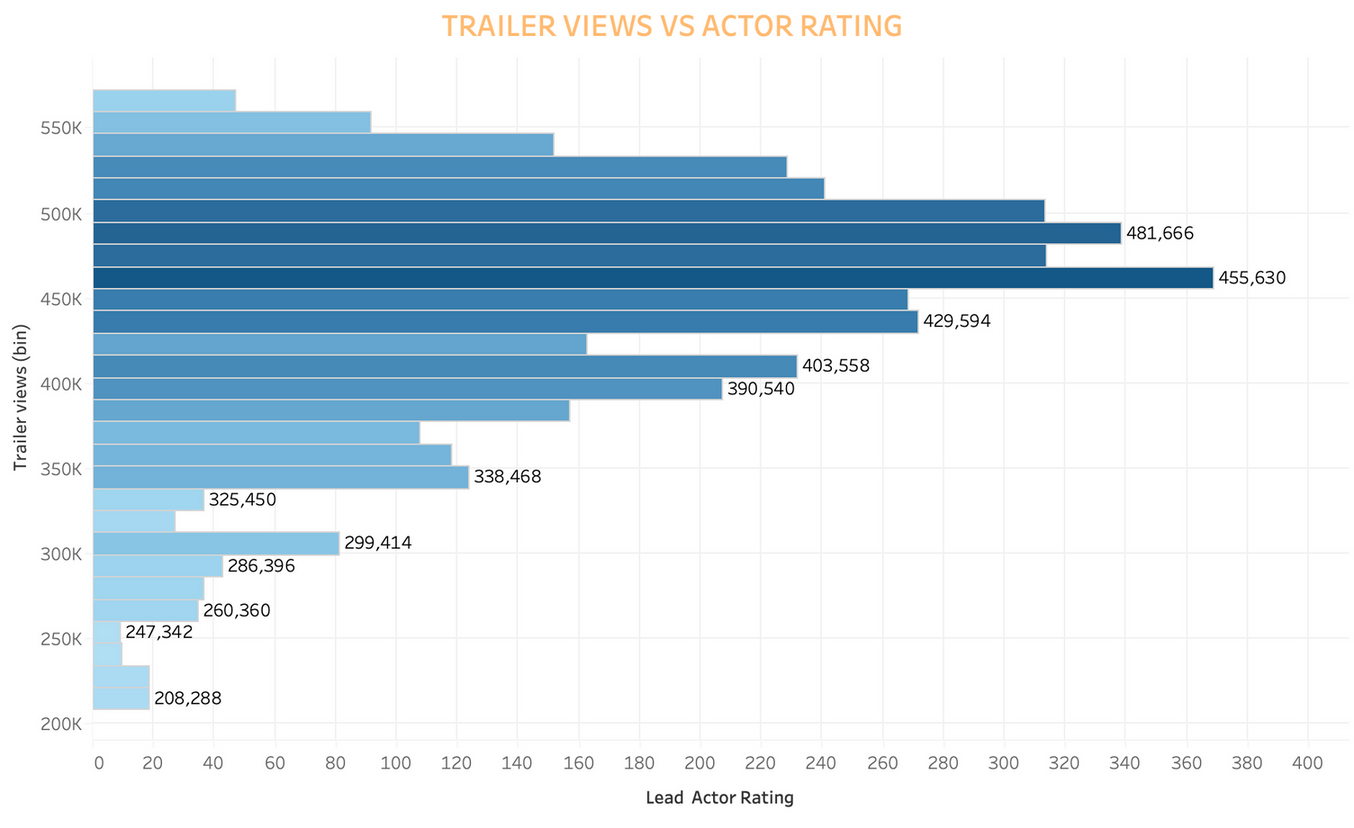 TRAILER VIEWS VS ACTOR RATING
550K
500K
481,666
455,630
450K
429,594
403,558
400K
390,540
350K
338,468
325,450
299,414
300K
286,396
260,360
247,342
250K
208,288
200K
Trailer views (bin)
0 20 40 60 80 100 120 140 160 180 200 220 240 260 280 300 320 340 360 380 400
Lead Actor Rating